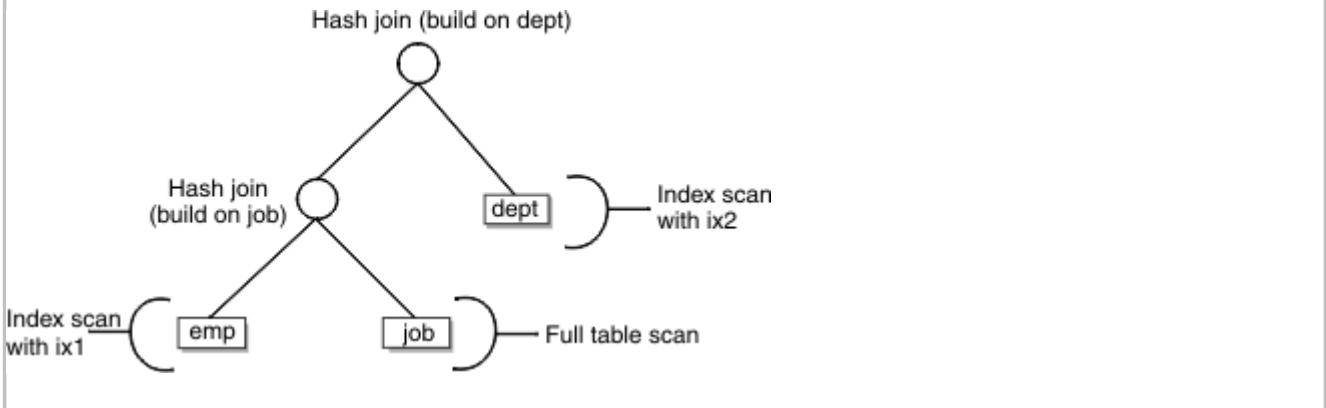 Hash join (build on dept)
Hash join
(build on job)
dept
Index scan
with ix2
Index scan
with ix1
emp
job
Full table scan